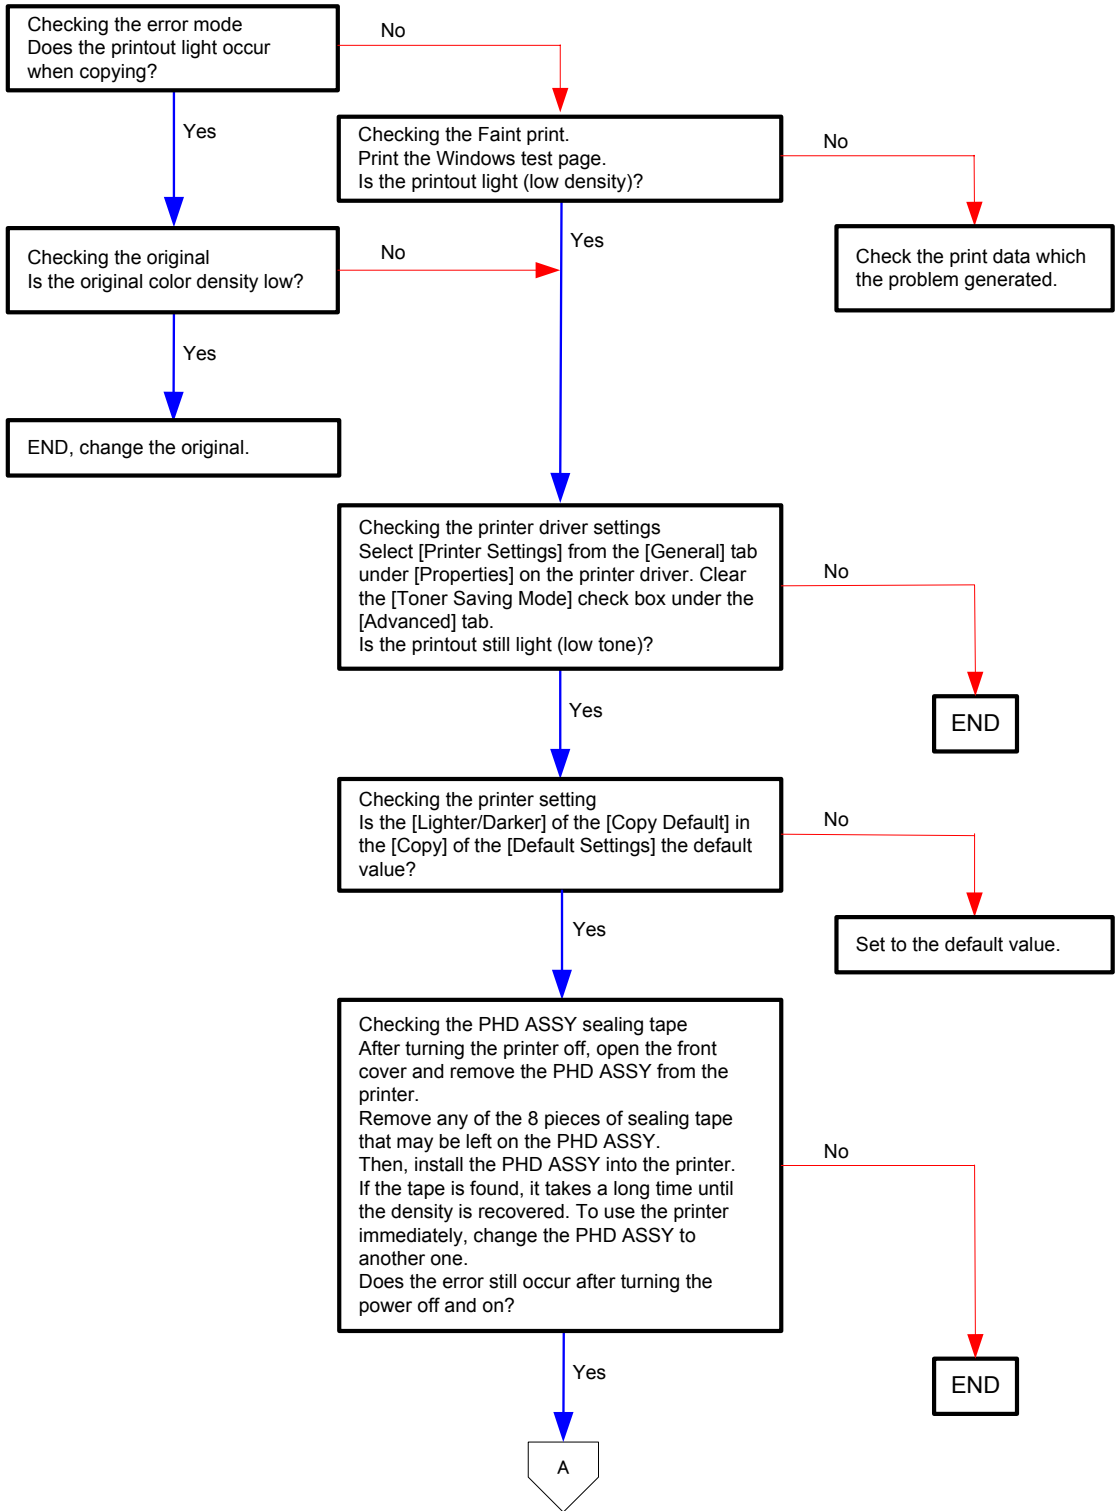 Checking the error mode
Does the printout light occur
when copying?
No
Yes
Checking the Faint print.
Print the Windows test page.
Is the printout light (low density)?
No
Yes
Checking the original
Is the original color density low?
No
Check the print data which
the problem generated.
Yes
END, change the original.
Checking the printer driver settings
Select [Printer Settings] from the [General] tab
under [Properties] on the printer driver. Clear
the [Toner Saving Mode] check box under the
[Advanced] tab.
Is the printout still light (low tone)?
No
Yes
END
Checking the printer setting
Is the [Lighter/Darker] of the [Copy Default] in
the [Copy] of the [Default Settings] the default
value?
No
Yes
Set to the default value.
Checking the PHD ASSY sealing tape
After turning the printer off, open the front
cover and remove the PHD ASSY from the
printer.
Remove any of the 8 pieces of sealing tape
that may be left on the PHD ASSY.
Then, install the PHD ASSY into the printer.
If the tape is found, it takes a long time until
the density is recovered. To use the printer
immediately, change the PHD ASSY to
another one.
Does the error still occur after turning the
power off and on?
No
Yes
END
A